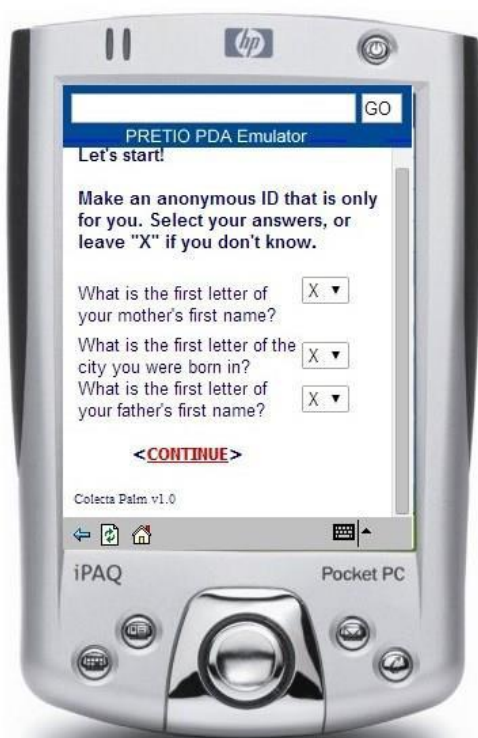 hp
GO
PRETIO PDA Emulator
Let's start!
Make an anonymous ID that is only
for you. Select your answers, or
leave "X" if you don't know.
What is the first letter of
your mother's first name?
X
What is the first letter of the
city you were born in?
X
What is the first letter of
your father's first name?
X
<CONTINUE>
Colecta Palm v1.0
iPAQ
Pocket PC